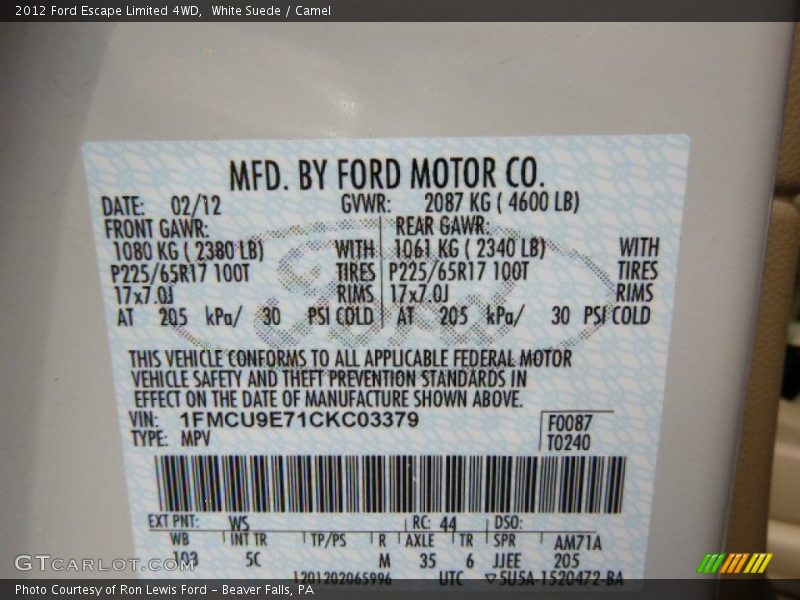 2012 Ford Escape Limited 4WD, White Suede / Camel
MFD. BY FORD MOTOR CO.
DATE: 02/12 GVWR: 2087 KG ( 4600 LB)
FRONT GAWR: REAR GAWR:
1080 KG ( 2380 LB) WITH 1061 KG ( 2340 LB) WITH
P225/65R17 100T TIRES P225/65R17 100T TIRES
17x7.0J RIMS 17x7.0J RIMS
AT 205 kPa/ 30 PSI COLD AT 205 kPa/ 30 PSI COLD
THIS VEHICLE CONFORMS TO ALL APPLICABLE FEDERAL MOTOR
VEHICLE SAFETY AND THEFT PREVENTION STANDARDS IN
EFFECT ON THE DATE OF MANUFACTURE SHOWN ABOVE.
VIN: 1FMCU9E71CKC03379 F0087
TYPE: MPV T0240
EXT PNT: WS RC: 44 DSO:
WB INT TR TP/PS R AXLE TR SPR AM71A
103 5C M 35 6 JJEE 205
1201202065996 UTC ▽5U5A-1520472-BA
GTCARLOT.COM
Photo Courtesy of Ron Lewis Ford - Beaver Falls, PA